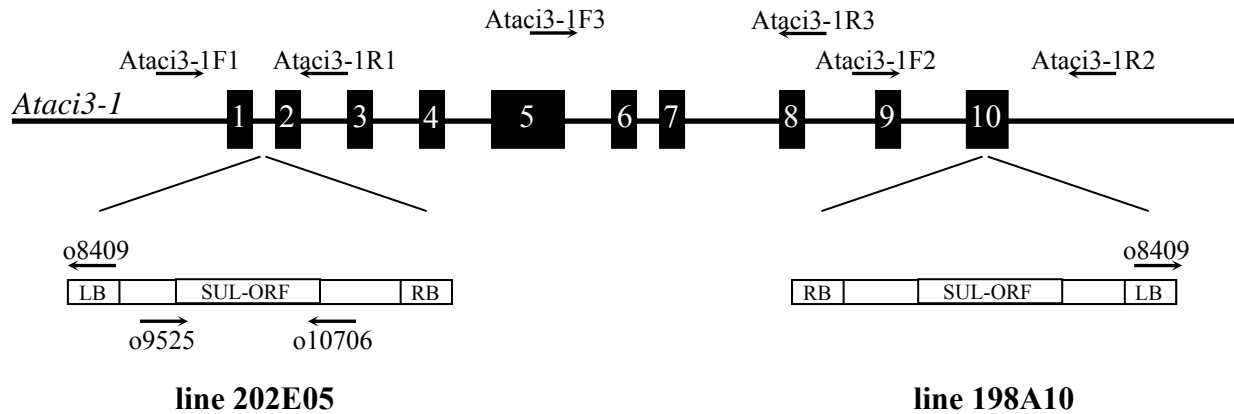 Ataci3-1F3
Ataci3-1R3
Ataci3-1F1
Ataci3-1R1
Ataci3-1F2
Ataci3-1R2
Ataci3-1
1
2
3
4
5
6
7
8
9
10
o8409
o8409
LB
SUL-ORF
RB
RB
SUL-ORF
LB
o9525
o10706
line 202E05
line 198A10